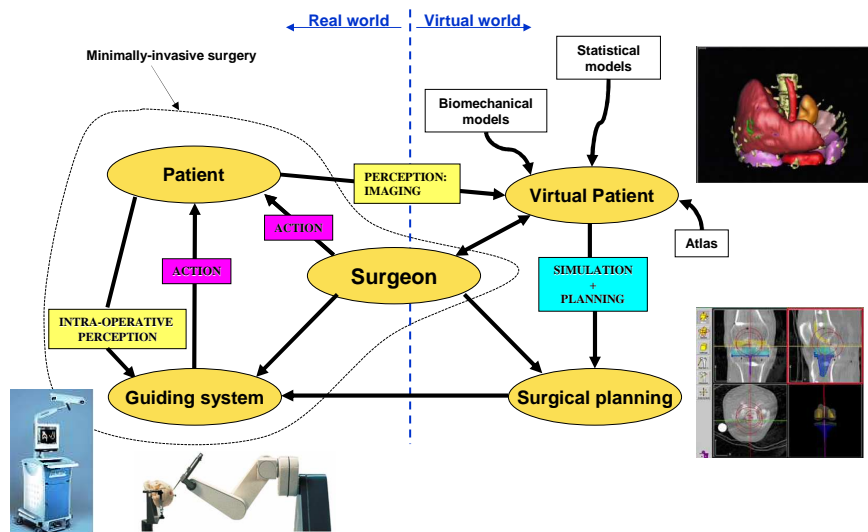 Real world
Virtual world
Minimally-invasive surgery
Statistical
models
Biomechanical
models
Patient
PERCEPTION:
IMAGING
Virtual Patient
ACTION
ACTION
Atlas
Surgeon
SIMULATION
+
PLANNING
INTRA-OPERATIVE
PERCEPTION
Guiding system
Surgical planning